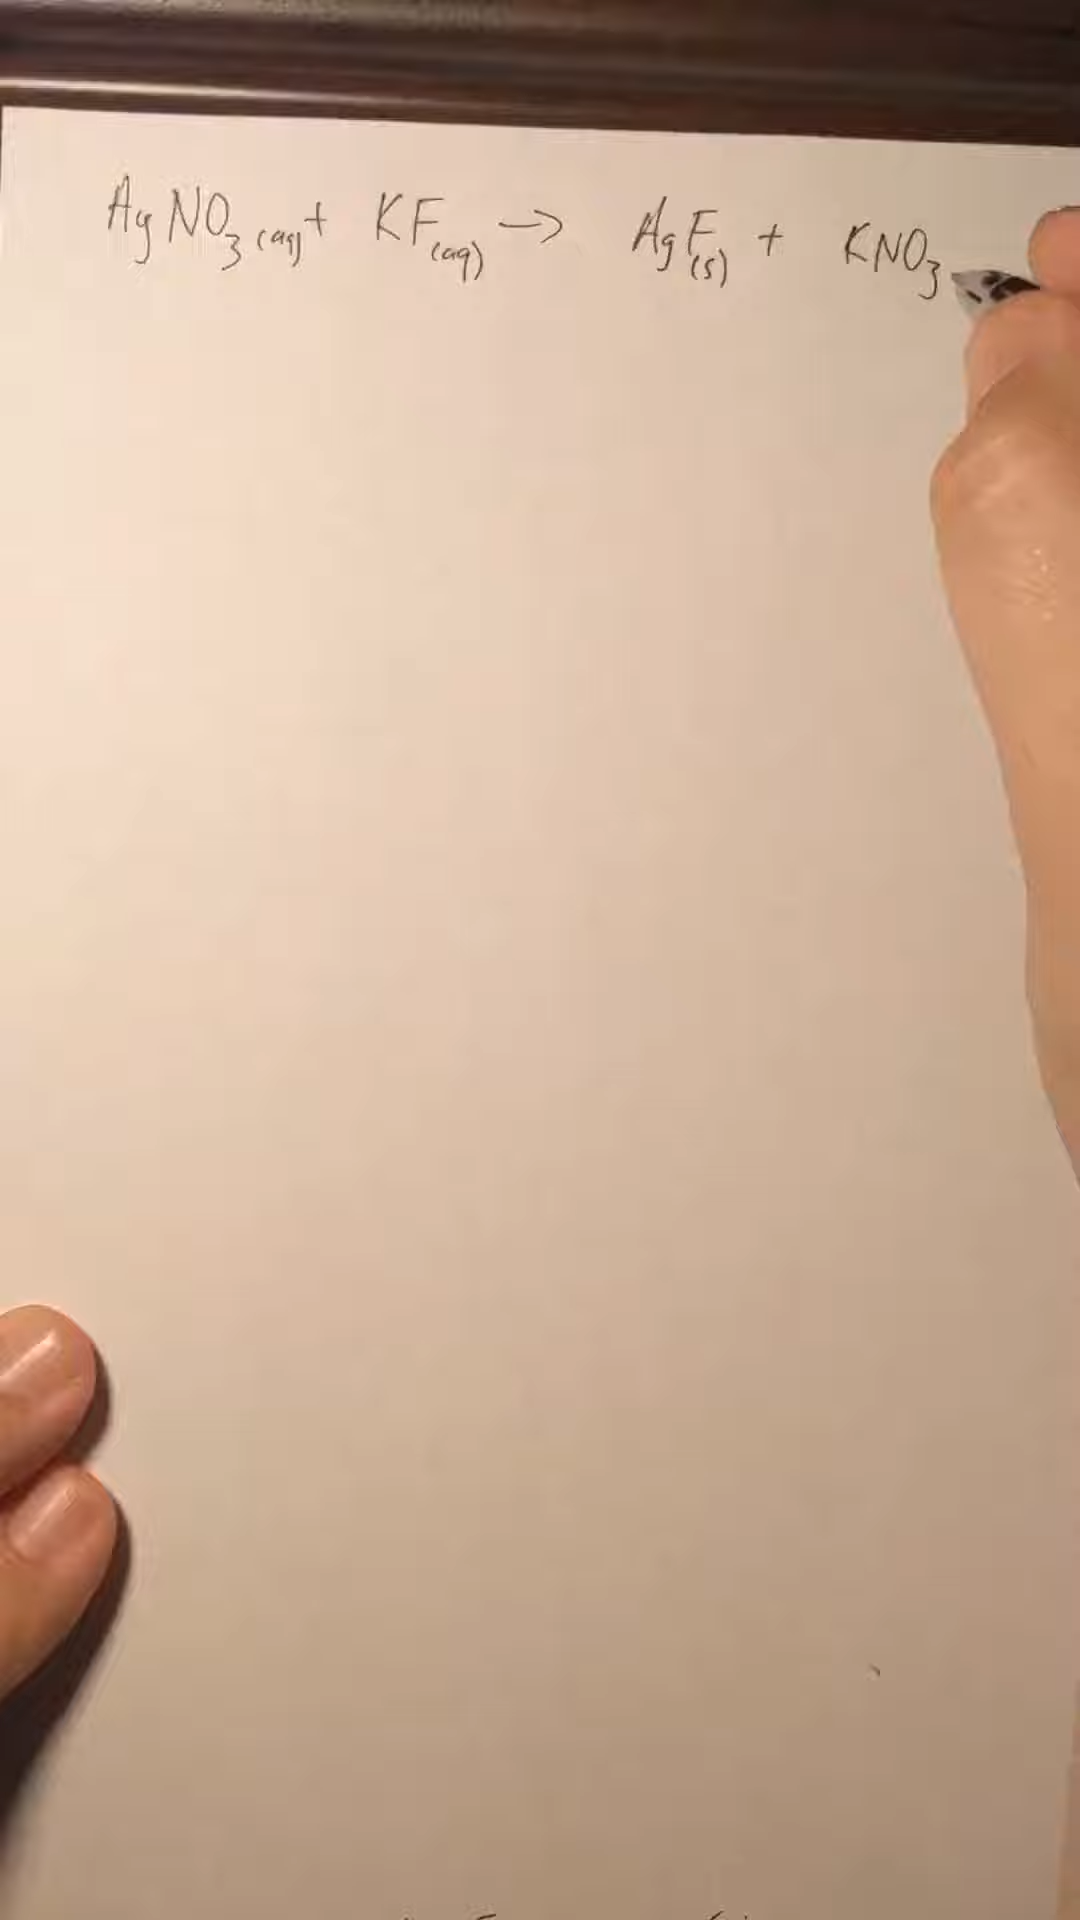 AgNO₃(aq) + KF(aq) → AgF(s) + KNO₃